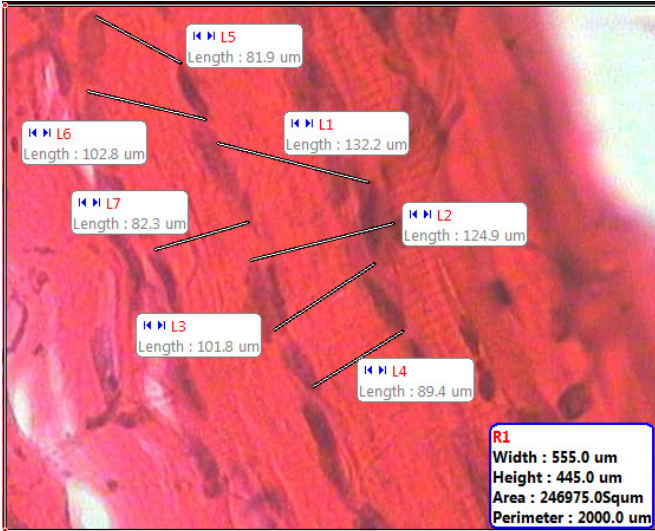 L5
Length : 81.9 um
L1
Length : 132.2 um
L6
Length : 102.8 um
L7
Length : 82.3 um
L2
Length : 124.9 um
L3
Length : 101.8 um
L4
Length : 89.4 um
R1
Width : 555.0 um
Height : 445.0 um
Area : 246975.0Squm
Perimeter : 2000.0 um